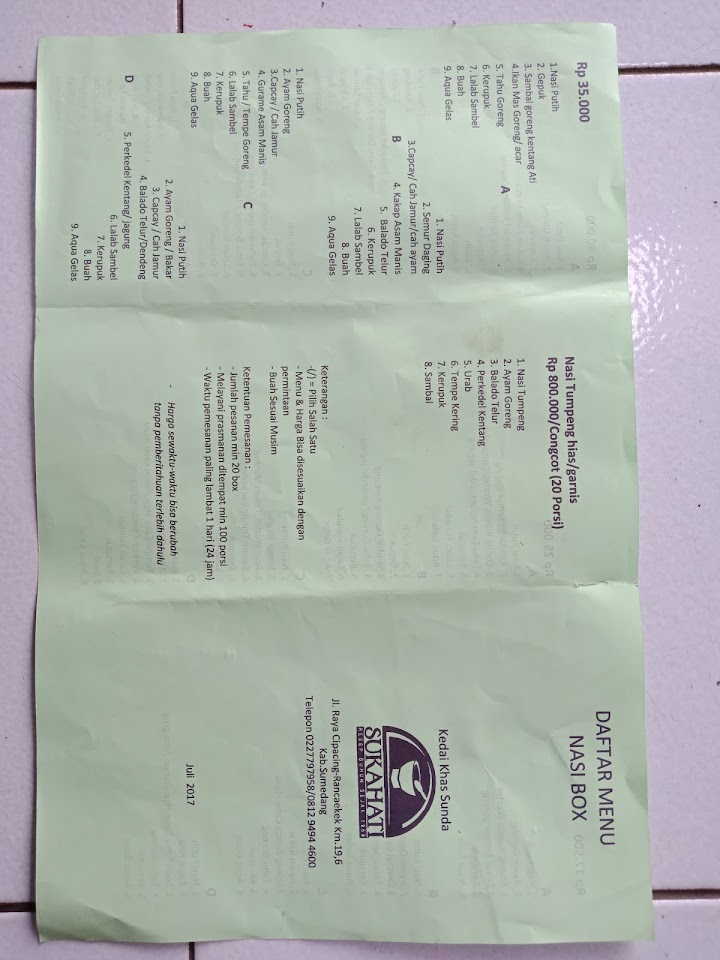 Rp 35.000
A
1.Nasi Putih
2. Gepuk
3. Sambal goreng kentang Ati
4.Ikan Mas Goreng/ acar
5. Tahu Goreng
6. Kerupuk
7. Lalab Sambel
8. Buah
9. Aqua Gelas
B
1. Nasi Putih
2. Semur Daging
3.Capcay/ Cah Jamur/cah ayam
4. Kakap Asam Manis
5. Balado Telur
6. Kerupuk
7. Lalab Sambel
8. Buah
9. Aqua Gelas
C
1. Nasi Putih
2. Ayam Goreng
3.Capcay / Cah Jamur
4. Gurame Asam Manis
5. Tahu / Tempe Goreng
6. Lalab Sambel
7. Kerupuk
8. Buah
9. Aqua Gelas
D
1. Nasi Putih
2. Ayam Goreng / Bakar
3. Capcay / Cah Jamur
4. Balado Telur/Dendeng
5. Perkedel Kentang/ jagung
6. Lalab Sambel
7. Kerupuk
8. Buah
9. Aqua Gelas
Nasi Tumpeng hias/garnis
Rp 800.000/Congcot (20 Porsi)
1. Nasi Tumpeng
2. Ayam Goreng
3. Balado Telur
4. Perkedel Kentang
5. Urab
6. Tempe Kering
7. Kerupuk
8. Sambal
Keterangan :
-(/) = Pilih Salah Satu
- Menu & Harga Bisa disesuaikan dengan
permintaan
- Buah Sesuai Musim
Ketentuan Pemesanan :
- Jumlah pesanan min 20 box
- Melayani prasmanan ditempat min 100 porsi
- Waktu pemesanan paling lambat 1 hari (24 jam)
- Harga sewaktu-waktu bisa berubah
tanpa pemberitahuan terlebih dahulu
DAFTAR MENU
NASI BOX
Kedai Khas Sunda
SUKAHATI
RESEP BUHUN SEJAK 1959
Jl. Raya Cipacing-Rancaekek Km.19,6
Kab.Sumedang
Telepon 0227797958/0812 9494 4600
Juli 2017